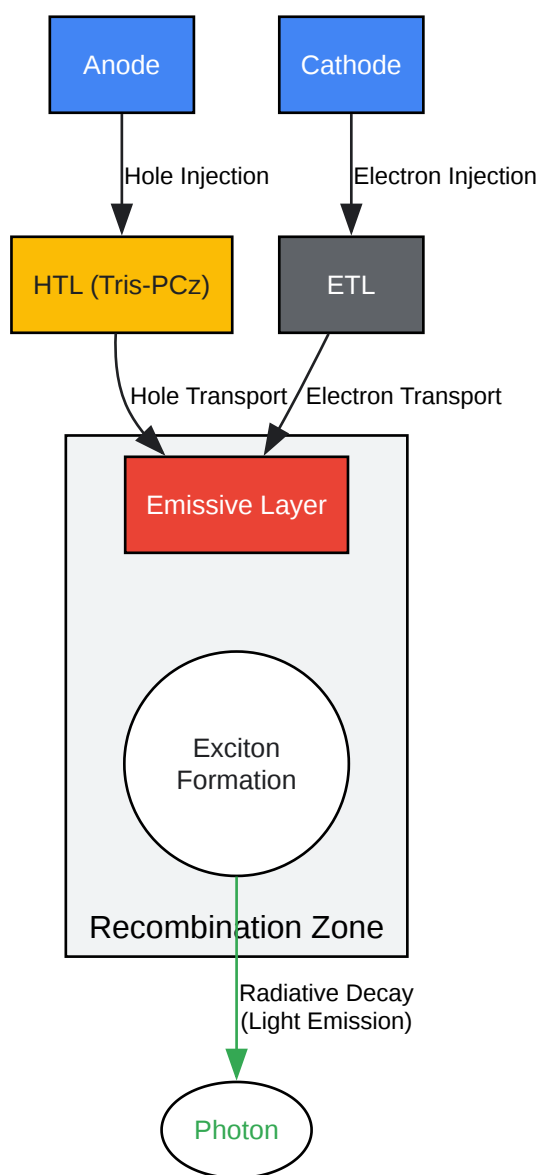 Anode
Cathode
Hole Injection
Electron Injection
HTL (Tris-PCz)
ETL
Hole Transport
Electron Transport
Emissive Layer
Exciton
Formation
Recombination Zone
Radiative Decay
(Light Emission)
Photon